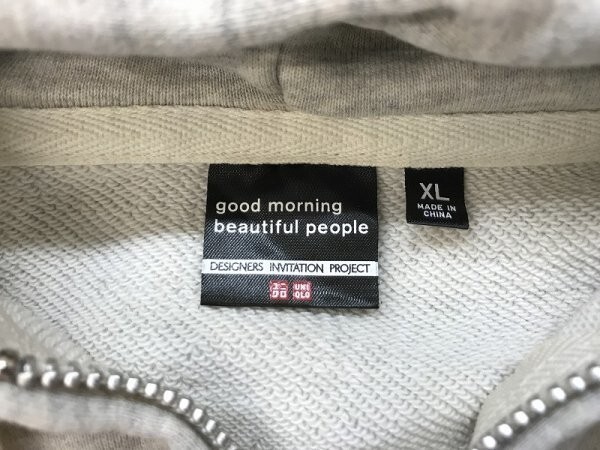 good morning
beautiful people
DESIGNERS INVITATION PROJECT
ユニクロ
UNI
QLO
XL
MADE IN
CHINA